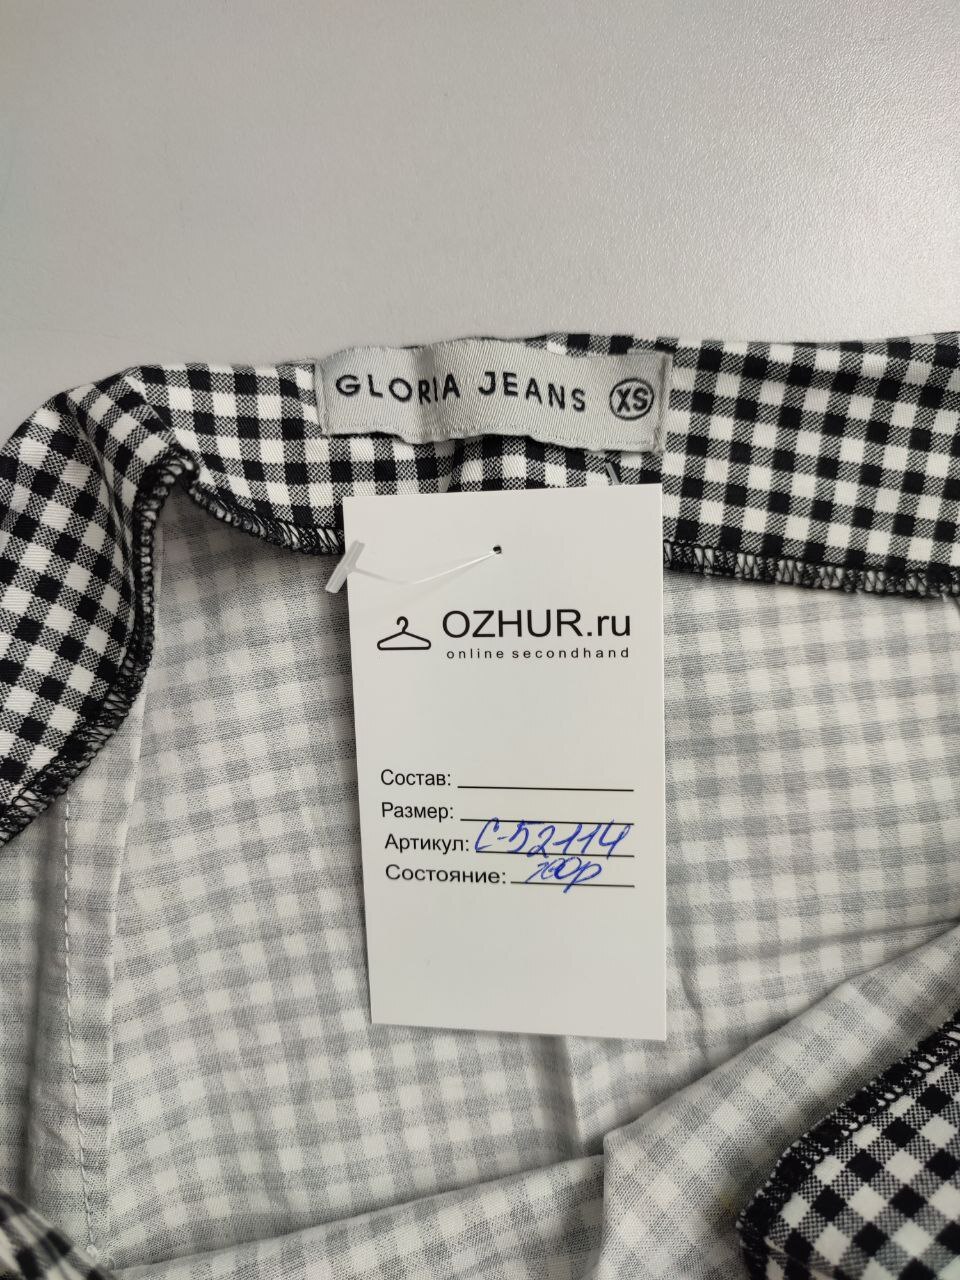 GLORIA JEANS XS
OZHUR.ru
online secondhand
Состав:
Размер:
Артикул: С-52114
Состояние: хор